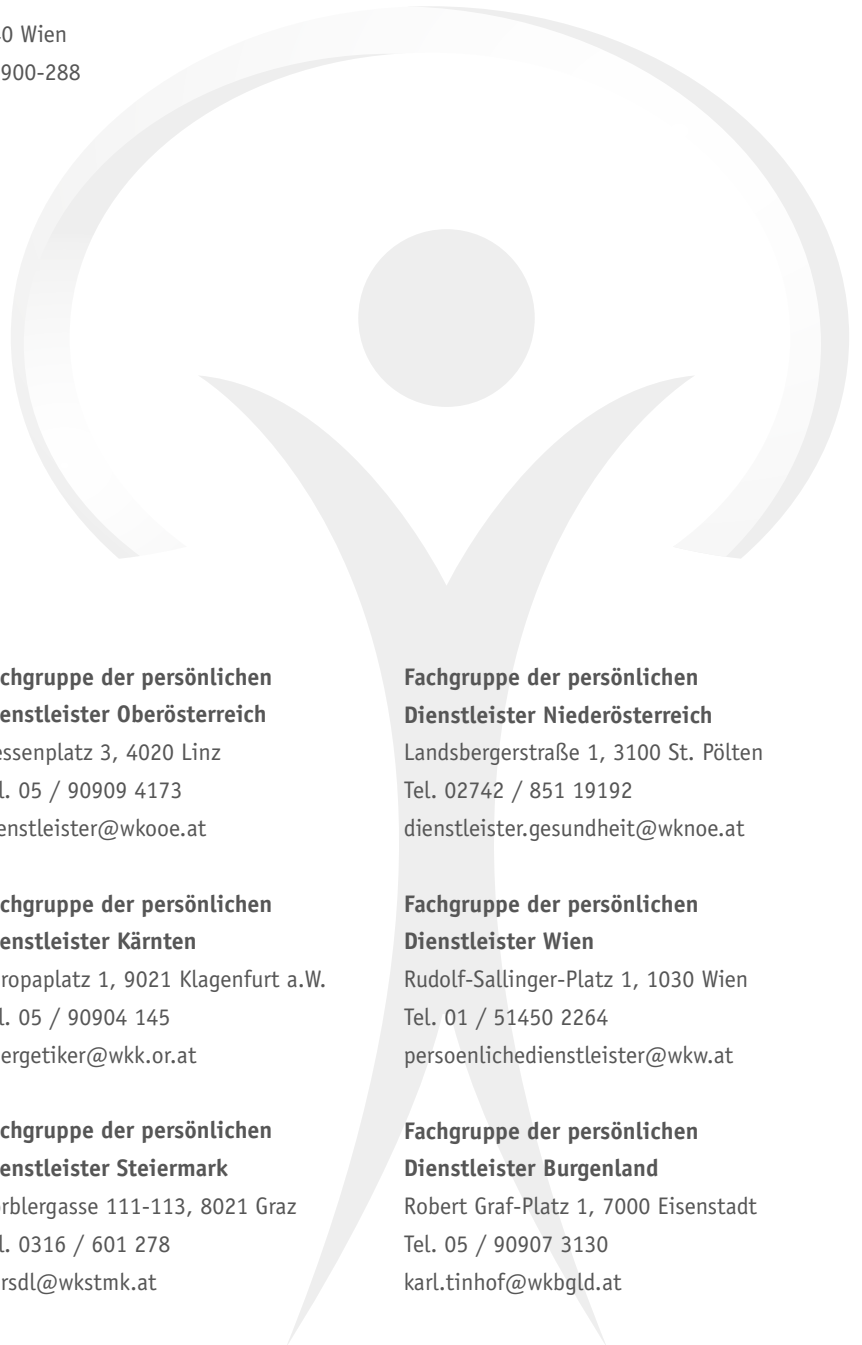 0 Wien
900-288
chgruppe der persönlichen
enstleister Oberösterreich
ssenplatz 3, 4020 Linz
l. 05 / 90909 4173
enstleister@wkooe.at
chgruppe der persönlichen
enstleister Kärnten
ropaplatz 1, 9021 Klagenfurt a.W.
l. 05 / 90904 145
ergetiker@wkk.or.at
chgruppe der persönlichen
enstleister Steiermark
rblergasse 111-113, 8021 Graz
l. 0316 / 601 278
rsdl@wkstmk.at
Fachgruppe der persönlichen
Dienstleister Niederösterreich
Landsbergerstraße 1, 3100 St. Pölten
Tel. 02742 / 851 19192
dienstleister.gesundheit@wknoe.at
Fachgruppe der persönlichen
Dienstleister Wien
Rudolf-Sallinger-Platz 1, 1030 Wien
Tel. 01 / 51450 2264
persoenlichedienstleister@wkw.at
Fachgruppe der persönlichen
Dienstleister Burgenland
Robert Graf-Platz 1, 7000 Eisenstadt
Tel. 05 / 90907 3130
karl.tinhof@wkbgld.at